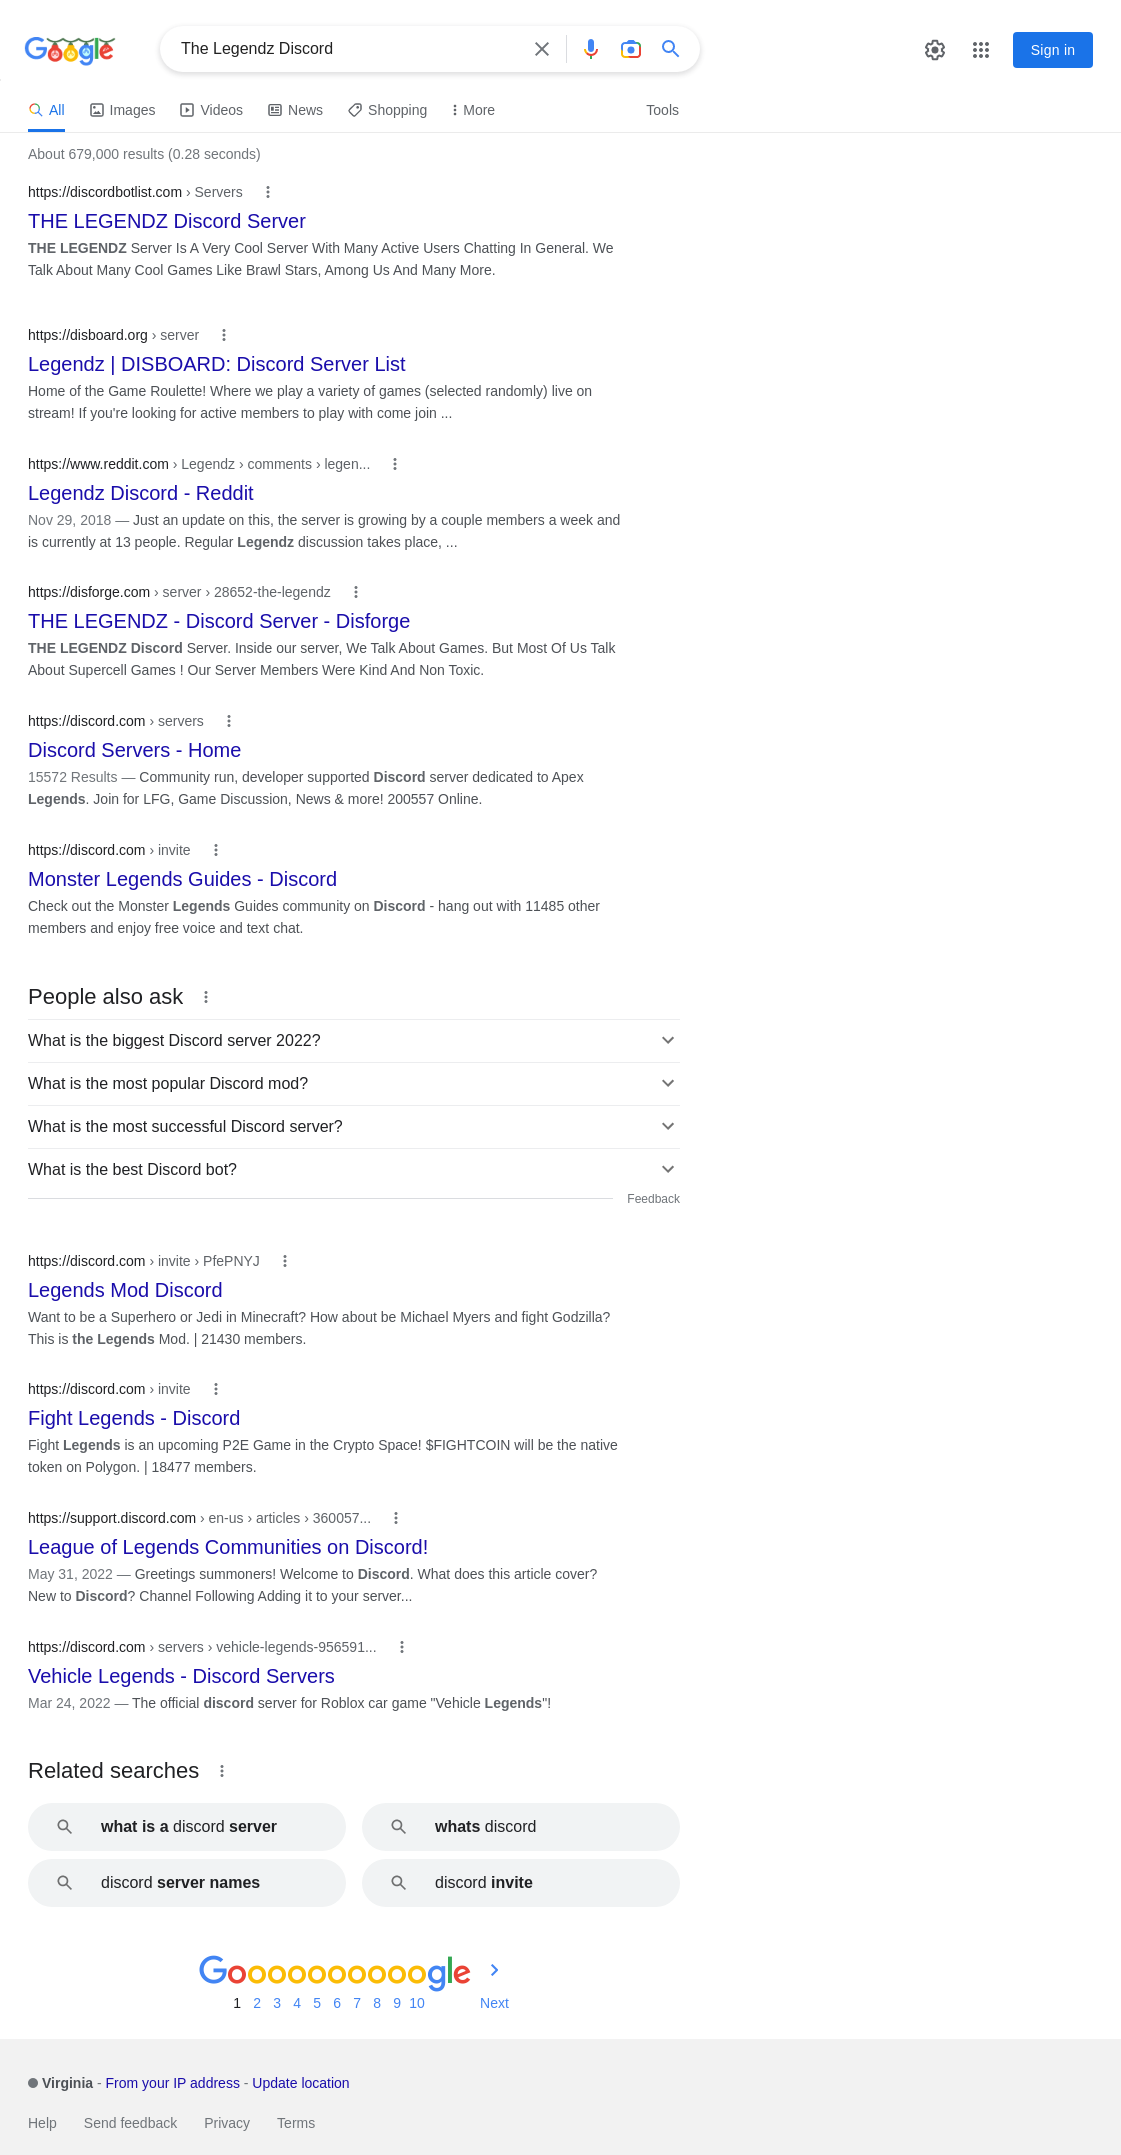 Google
The Legendz Discord
Sign in
All Images Videos News Shopping More Tools
About 679,000 results (0.28 seconds)
https://discordbotlist.com › Servers
THE LEGENDZ Discord Server
THE LEGENDZ Server Is A Very Cool Server With Many Active Users Chatting In General. We
Talk About Many Cool Games Like Brawl Stars, Among Us And Many More.
https://disboard.org › server
Legendz | DISBOARD: Discord Server List
Home of the Game Roulette! Where we play a variety of games (selected randomly) live on
stream! If you're looking for active members to play with come join ...
https://www.reddit.com › Legendz › comments › legen...
Legendz Discord - Reddit
Nov 29, 2018 — Just an update on this, the server is growing by a couple members a week and
is currently at 13 people. Regular Legendz discussion takes place, ...
https://disforge.com › server › 28652-the-legendz
THE LEGENDZ - Discord Server - Disforge
THE LEGENDZ Discord Server. Inside our server, We Talk About Games. But Most Of Us Talk
About Supercell Games ! Our Server Members Were Kind And Non Toxic.
https://discord.com › servers
Discord Servers - Home
15572 Results — Community run, developer supported Discord server dedicated to Apex
Legends. Join for LFG, Game Discussion, News & more! 200557 Online.
https://discord.com › invite
Monster Legends Guides - Discord
Check out the Monster Legends Guides community on Discord - hang out with 11485 other
members and enjoy free voice and text chat.
People also ask
What is the biggest Discord server 2022?
What is the most popular Discord mod?
What is the most successful Discord server?
What is the best Discord bot?
Feedback
https://discord.com › invite › PfePNYJ
Legends Mod Discord
Want to be a Superhero or Jedi in Minecraft? How about be Michael Myers and fight Godzilla?
This is the Legends Mod. | 21430 members.
https://discord.com › invite
Fight Legends - Discord
Fight Legends is an upcoming P2E Game in the Crypto Space! $FIGHTCOIN will be the native
token on Polygon. | 18477 members.
https://support.discord.com › en-us › articles › 360057...
League of Legends Communities on Discord!
May 31, 2022 — Greetings summoners! Welcome to Discord. What does this article cover?
New to Discord? Channel Following Adding it to your server...
https://discord.com › servers › vehicle-legends-956591...
Vehicle Legends - Discord Servers
Mar 24, 2022 — The official discord server for Roblox car game "Vehicle Legends"!
Related searches
what is a discord server
whats discord
discord server names
discord invite
Goooooooooogle
1 2 3 4 5 6 7 8 9 10 Next
Virginia - From your IP address - Update location
Help Send feedback Privacy Terms